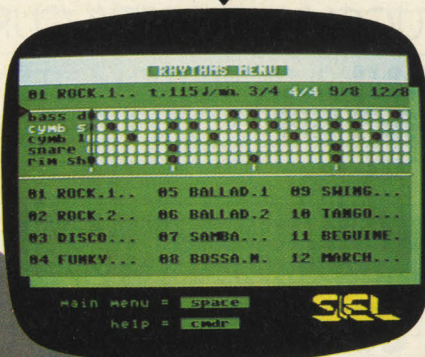 RHYTHMS MENU
01 ROCK.1.. t.115♩/mn. 3/4 4/4 9/8 12/8
bass d
cymb s
cymb l
snare
rim sh
01 ROCK.1.. 05 BALLAD.1 09 SWING...
02 ROCK.2.. 06 BALLAD.2 10 TANGO...
03 DISCO... 07 SAMBA... 11 BEGUINE.
04 FUNKY... 08 BOSSA.N. 12 MARCH...
main menu = space
help = cmdr
SIEL